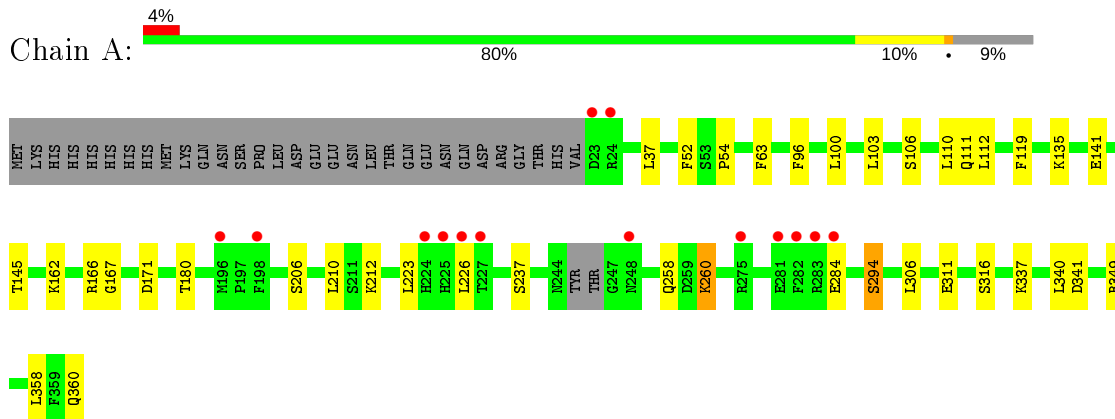 4%
Chain A:
80% • 10% 9%
MET LYS HIS HIS HIS HIS HIS HIS MET LYS GLN ASN SER PRO LEU ASP GLU GLU ASN LEU THR GLN GLU ASN GLN ASP ARG GLY THR HIS VAL D23 R24 L37 F52 S53 P54 F63 F96 L100 L103 S106 L110 Q111 L112 F119 K135 E141
T145 K162 R166 G167 D171 T180 M196 P197 F198 S206 L210 S211 K212 L223 H224 H225 L226 T227 S237 N244 TYR THR G247 N248 Q258 D259 K260 R275 E281 F282 R283 E284 S294 L306 E311 S316 K337 L340 D341
L358 F359 Q360